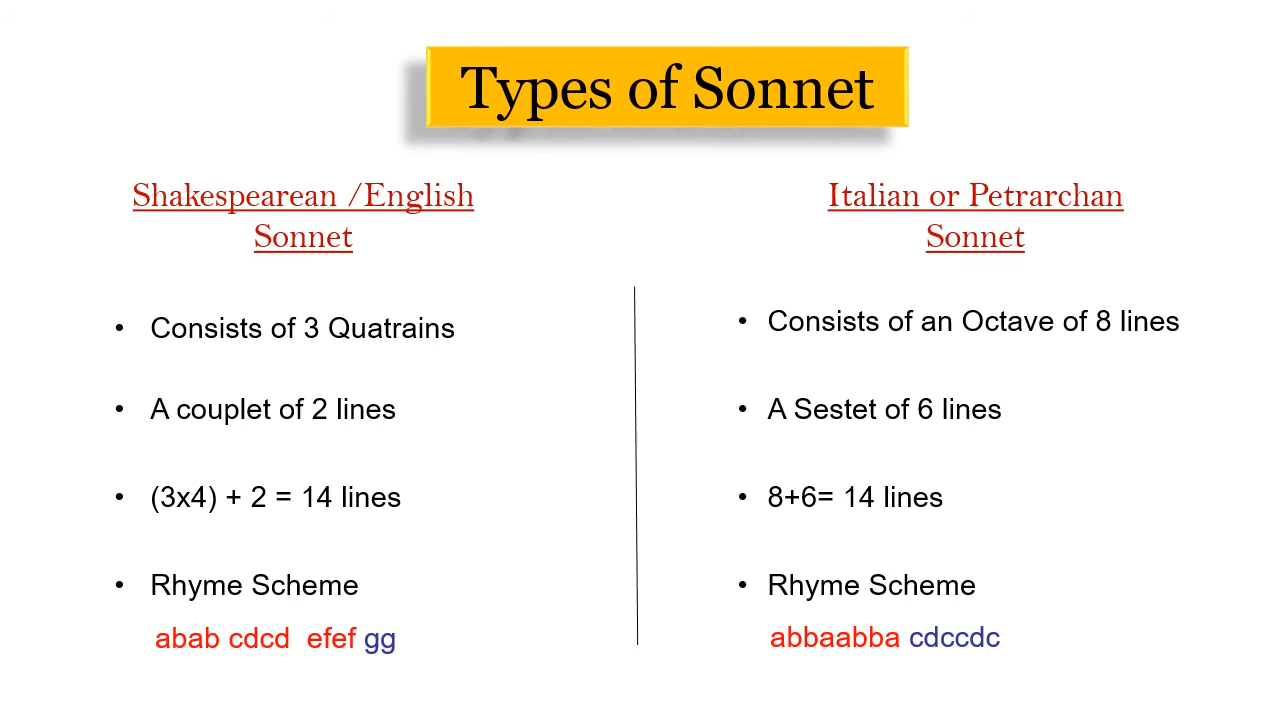 Types of Sonnet
Shakespearean /English
Sonnet
• Consists of 3 Quatrains
• A couplet of 2 lines
• (3x4) + 2 = 14 lines
• Rhyme Scheme
abab cdcd  efef gg
Italian or Petrarchan
Sonnet
• Consists of an Octave of 8 lines
• A Sestet of 6 lines
• 8+6= 14 lines
• Rhyme Scheme
abbaabba cdccdc